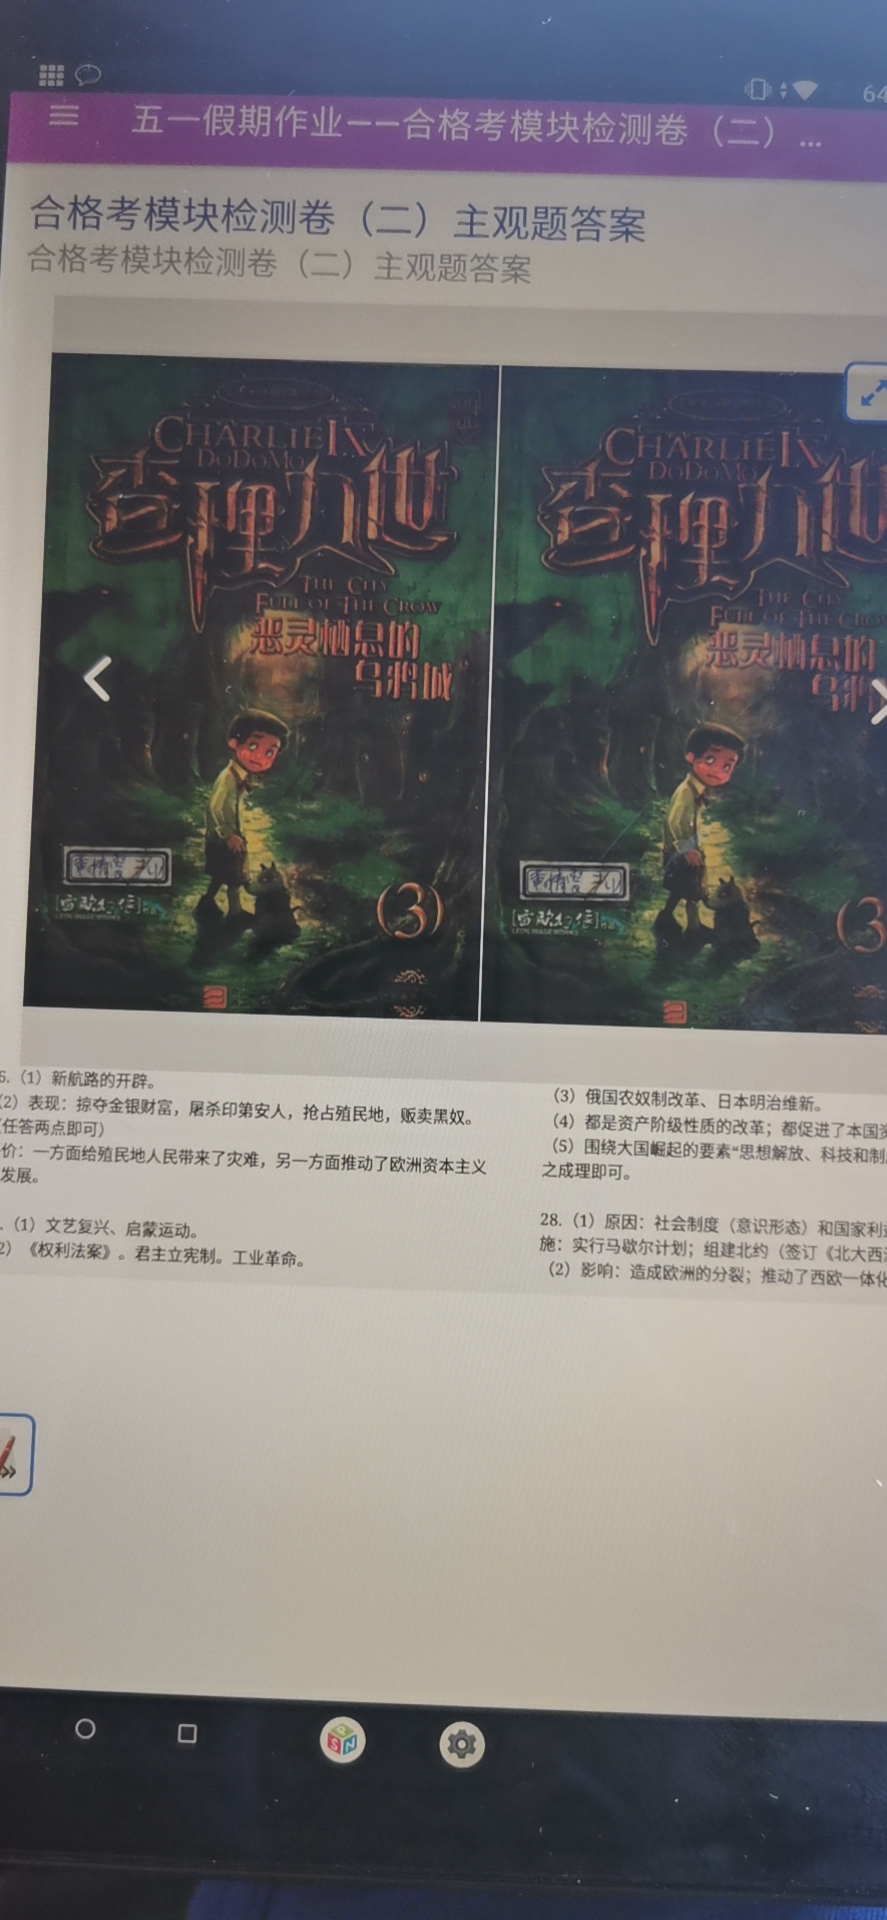 64
五一假期作业——合格考模块检测卷（二）...
合格考模块检测卷（二）主观题答案
合格考模块检测卷（二）主观题答案
CHARLIE IX
DODOMO
查理九世
THE CITY
FULL OF THE CROW
恶灵栖息的
乌鸦城
(3)
CHARLIE IX
DODOMO
查理九世
THE CITY
FULL OF THE CROW
恶灵栖息的
乌鸦
LEON IMAGE WORKS
(3
6.（1）新航路的开辟。
（2）表现：掠夺金银财富，屠杀印第安人，抢占殖民地，贩卖黑奴。
（任答两点即可）
价：一方面给殖民地人民带来了灾难，另一方面推动了欧洲资本主义
发展。
.（1）文艺复兴、启蒙运动。
2）《权利法案》。君主立宪制。工业革命。
（3）俄国农奴制改革、日本明治维新。
（4）都是资产阶级性质的改革；都促进了本国资
（5）围绕大国崛起的要素“思想解放、科技和制
之成理即可。
28.（1）原因：社会制度（意识形态）和国家利益
施：实行马歇尔计划；组建北约（签订《北大西洋
（2）影响：造成欧洲的分裂；推动了西欧一体化